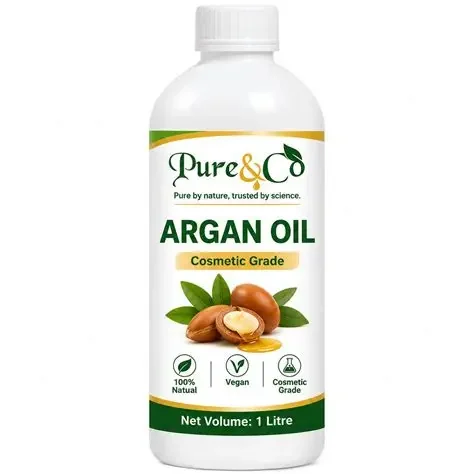 Pure&Co
Pure by nature, trusted by science.
ARGAN OIL
Cosmetic Grade
100%
Natural
Vegan
Cosmetic
Grade
Net Volume: 1 Litre